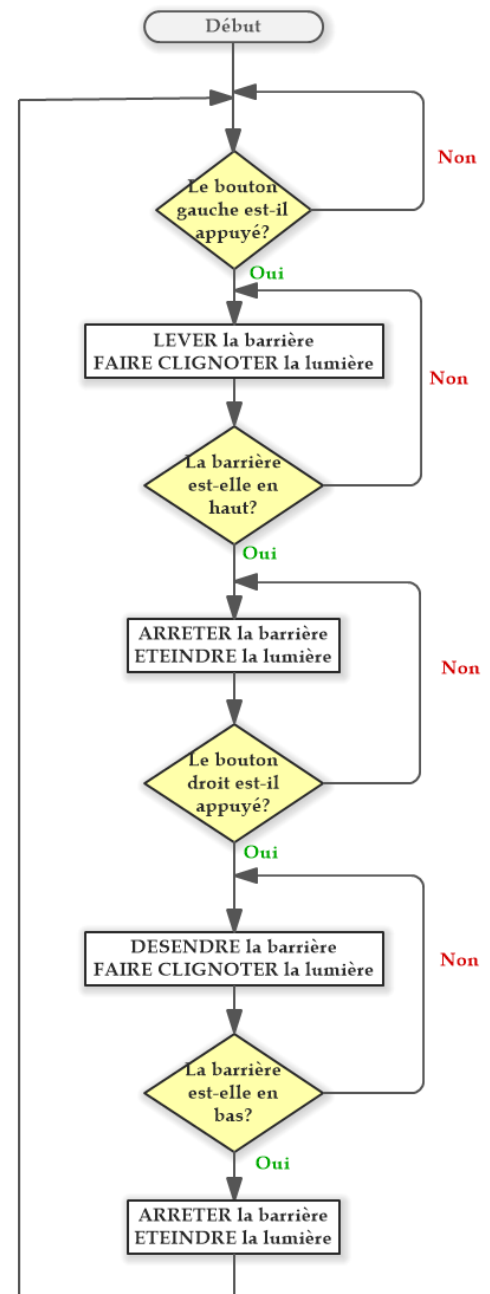 Début
Non
Le bouton
gauche est-il
appuyé?
Oui
LEVER la barrière
FAIRE CLIGNOTER la lumière
Non
La barrière
est-elle en
haut?
Oui
ARRETER la barrière
ETEINDRE la lumière
Non
Le bouton
droit est-il
appuyé?
Oui
DESENDRE la barrière
FAIRE CLIGNOTER la lumière
Non
La barrière
est-elle en
bas?
Oui
ARRETER la barrière
ETEINDRE la lumière